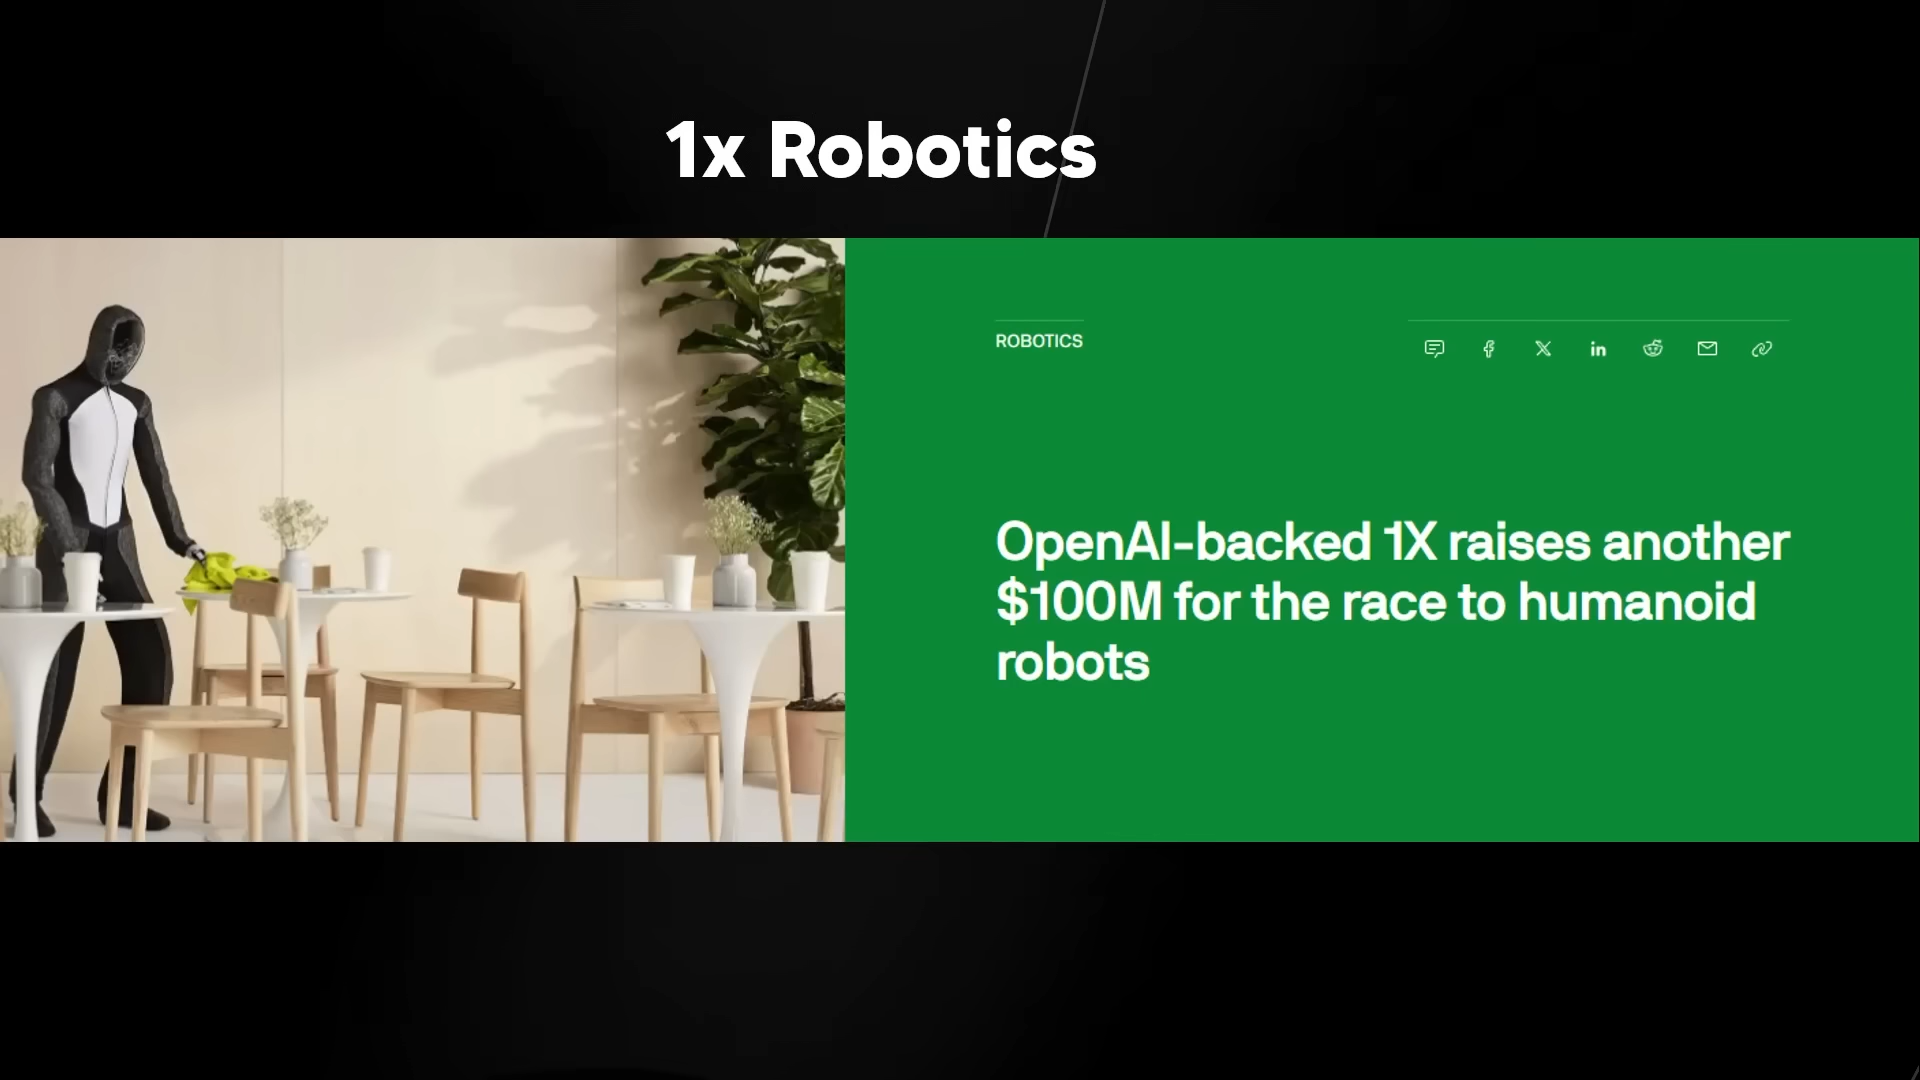 1x Robotics
ROBOTICS
OpenAI-backed 1X raises another
$100M for the race to humanoid
robots